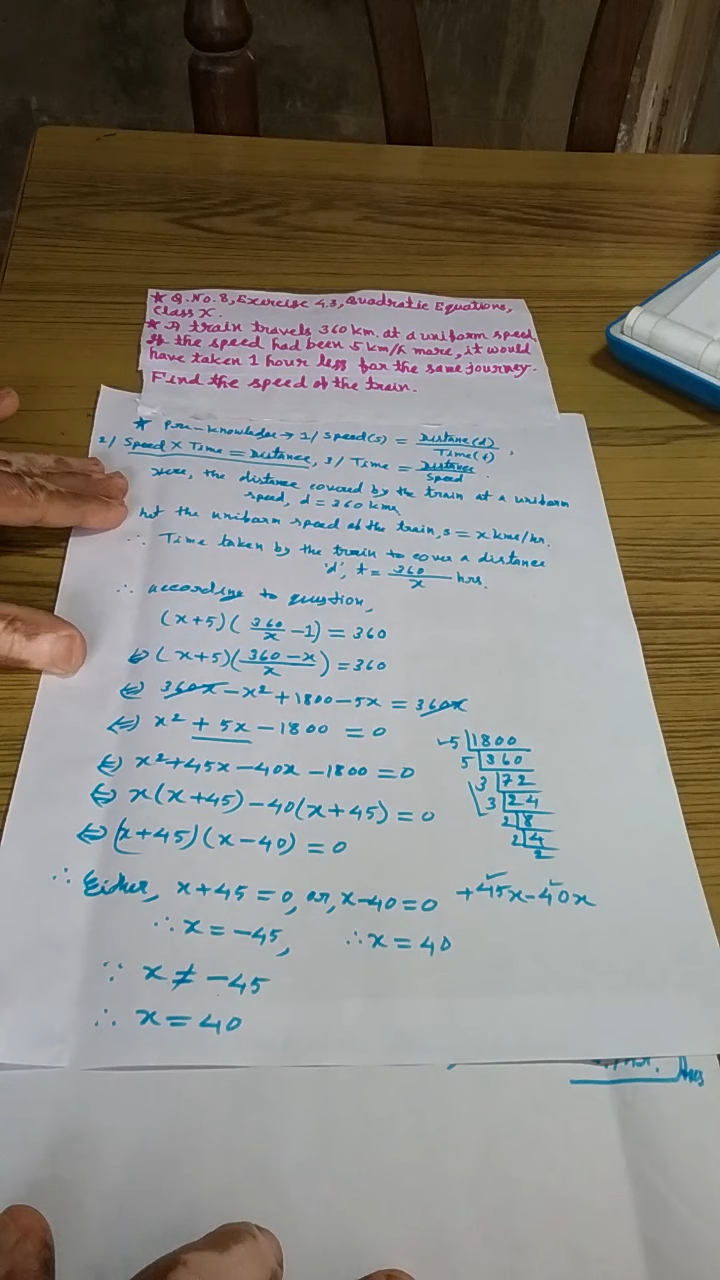 ★ Q.No.8, Exercise 4.3, Quadratic Equations,
Class X.
★ A train travels 360 km. at a uniform speed
If the speed had been 5 km/h more, it would
have taken 1 hour less for the same journey.
Find the speed of the train.
★ Pre-knowledge → 1/ Speed(s) = Distance(d)/Time(t),
2/ Speed × Time = Distance, 3/ Time = Distance/Speed.
Here, the distance covered by the train at a uniform
speed, d = 360 kms.
let the uniform speed of the train, s = x kms/hr.
∴ Time taken by the train to cover a distance
'd', t = 360/x hrs.
∴ according to question,
(x+5)(360/x - 1) = 360
⇔ (x+5)(360-x/x) = 360
⇔ 360x - x² + 1800 - 5x = 360x
⇔ x² + 5x - 1800 = 0
⇔ x² + 45x - 40x - 1800 = 0
⇔ x(x+45) - 40(x+45) = 0
⇔ (x+45)(x-40) = 0
5 | 1800
5 | 360
3 | 72
3 | 24
2 | 8
2 | 4
2
∴ Either, x+45 = 0, or, x-40 = 0
+45x - 40x
∴ x = -45, ∴ x = 40
∵ x ≠ -45
∴ x = 40
Ans